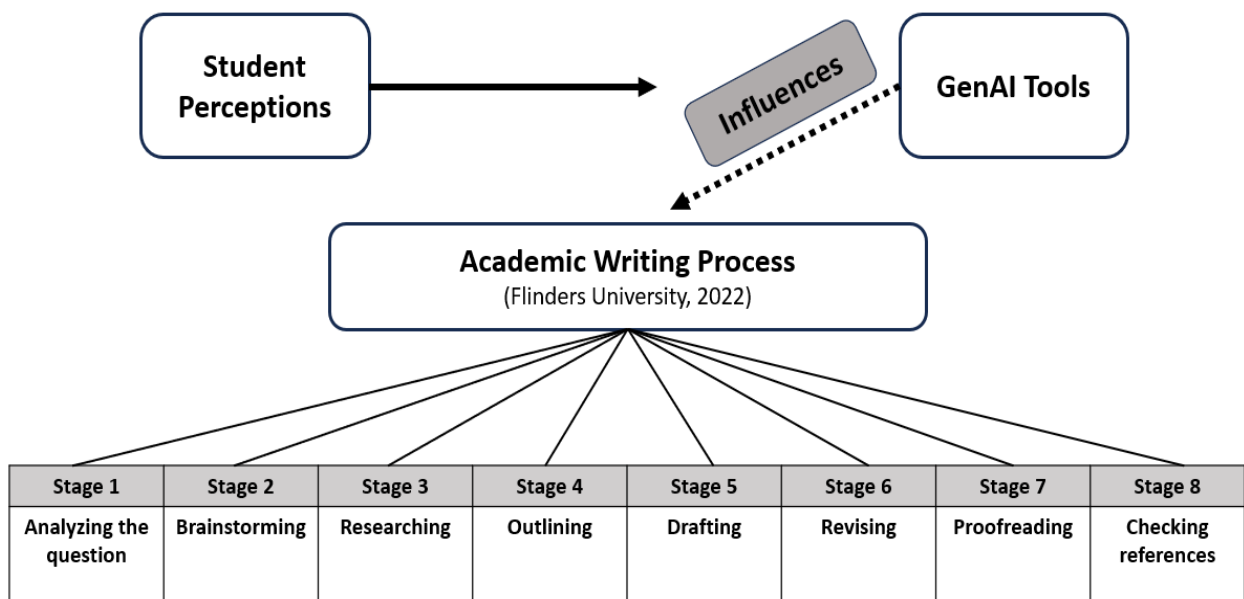 Student
Perceptions
Influences
GenAI Tools
Academic Writing Process
(Flinders University, 2022)
Stage 1
Stage 2
Stage 3
Stage 4
Stage 5
Stage 6
Stage 7
Stage 8
Analyzing the
question
Brainstorming
Researching
Outlining
Drafting
Revising
Proofreading
Checking
references